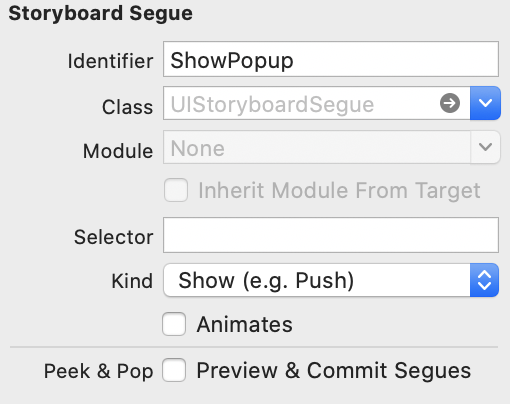 Storyboard Segue
Identifier ShowPopup
Class UIStoryboardSegue
Module None
Inherit Module From Target
Selector
Kind Show (e.g. Push)
Animates
Peek & Pop Preview & Commit Segues